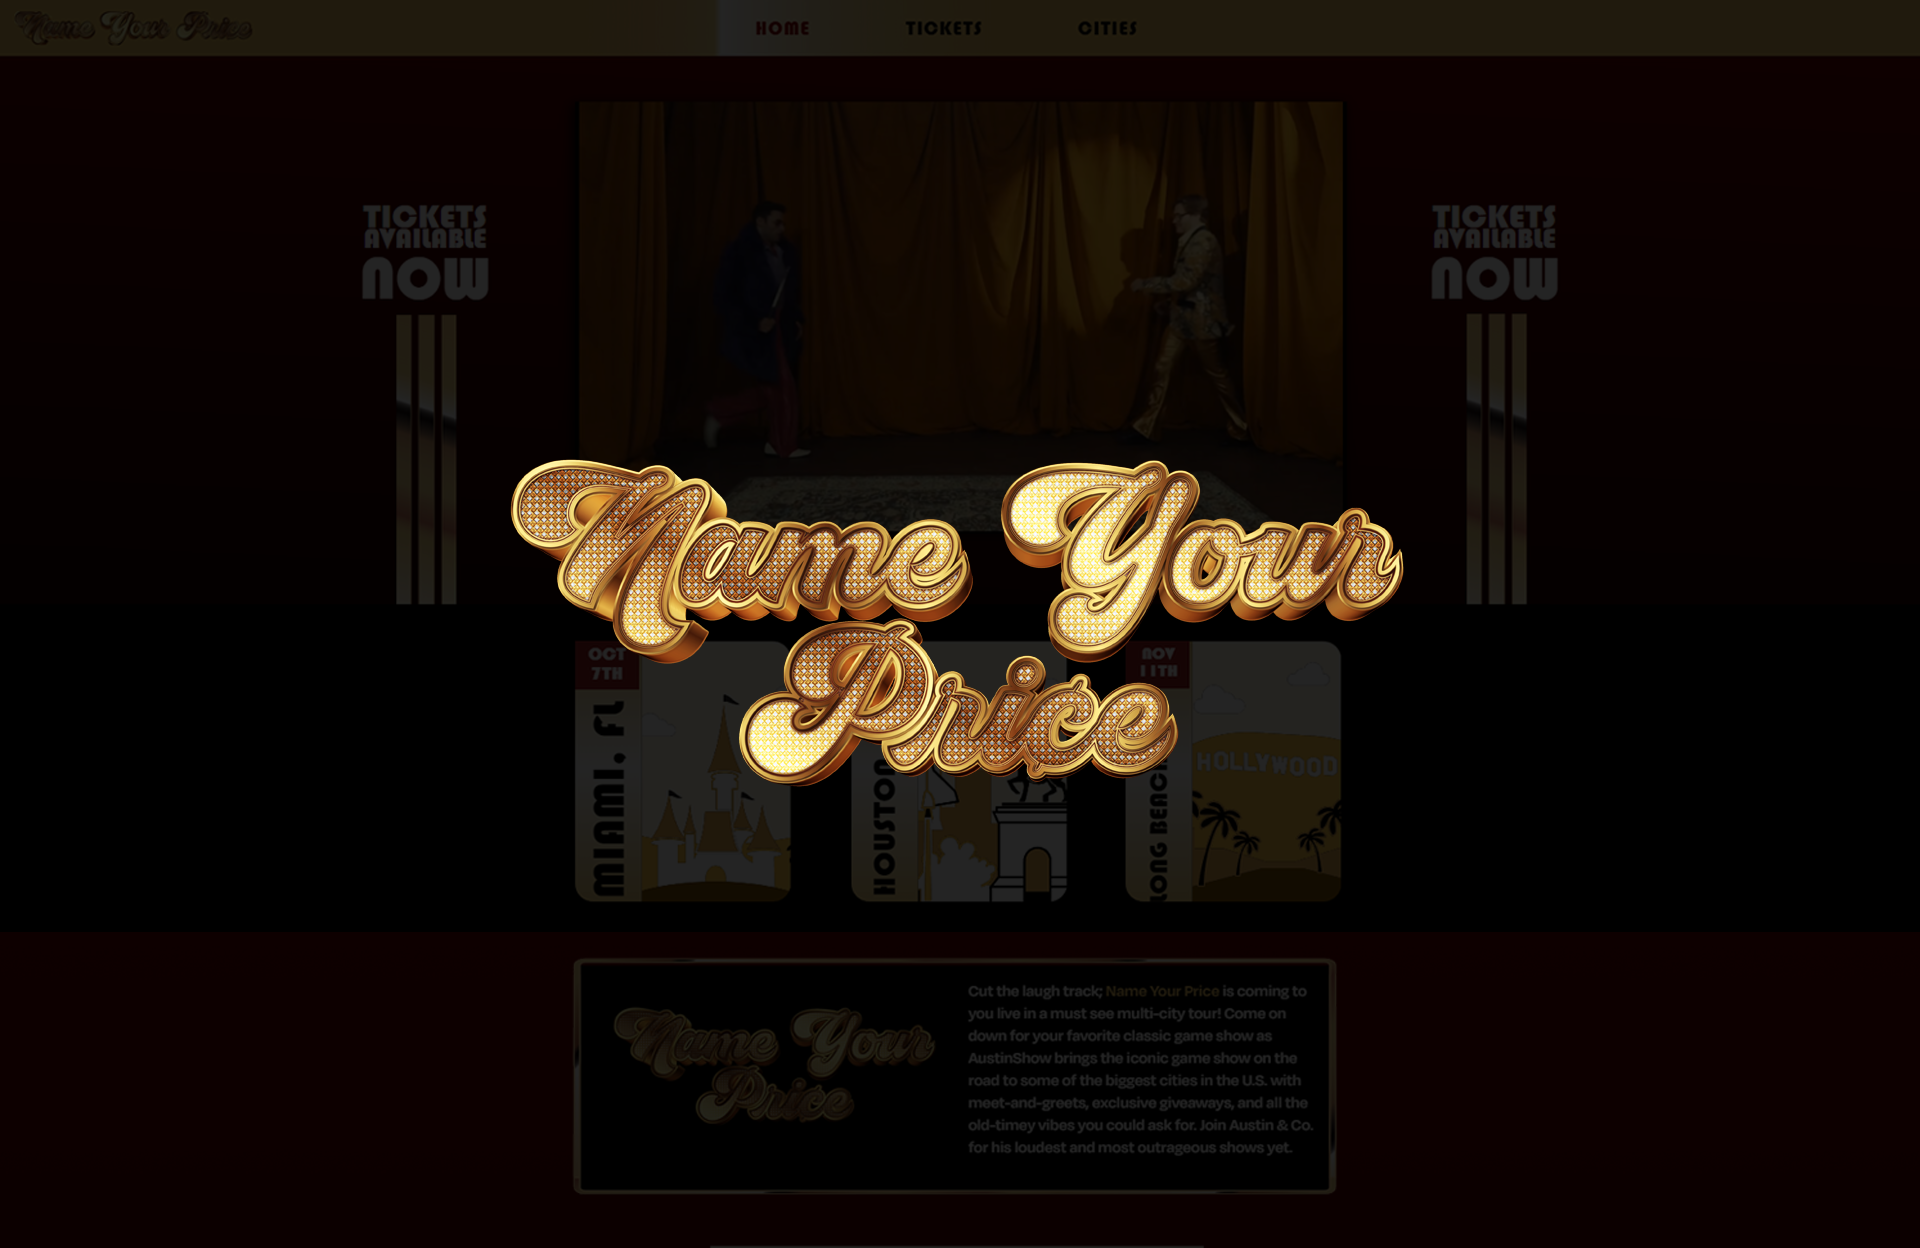 Name Your Price
HOME
TICKETS
CITIES
TICKETS
AVAILABLE
NOW
TICKETS
AVAILABLE
NOW
Name Your
Price
OCT
7TH
MIAMI, FL
HOUSTON
NOV
11TH
LONG BEACH
HOLLYWOOD
Name Your
Price
Cut the laugh track; Name Your Price is coming to
you live in a must see multi-city tour! Come on
down for your favorite classic game show as
AustinShow brings the iconic game show on the
road to some of the biggest cities in the U.S. with
meet-and-greets, exclusive giveaways, and all the
old-timey vibes you could ask for. Join Austin & Co.
for his loudest and most outrageous shows yet.